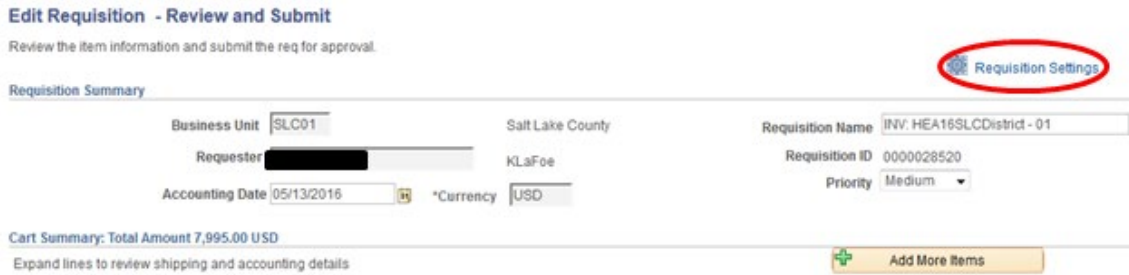 Edit Requisition - Review and Submit
Review the item information and submit the req for approval.
Requisition Settings
Requisition Summary
Business Unit SLC01 Salt Lake County Requisition Name INV: HEA16SLCDistrict - 01
Requester KLaFoe Requisition ID 0000028520
Accounting Date 05/13/2016 *Currency USD Priority Medium
Cart Summary: Total Amount 7,995.00 USD
Expand lines to review shipping and accounting details Add More Items